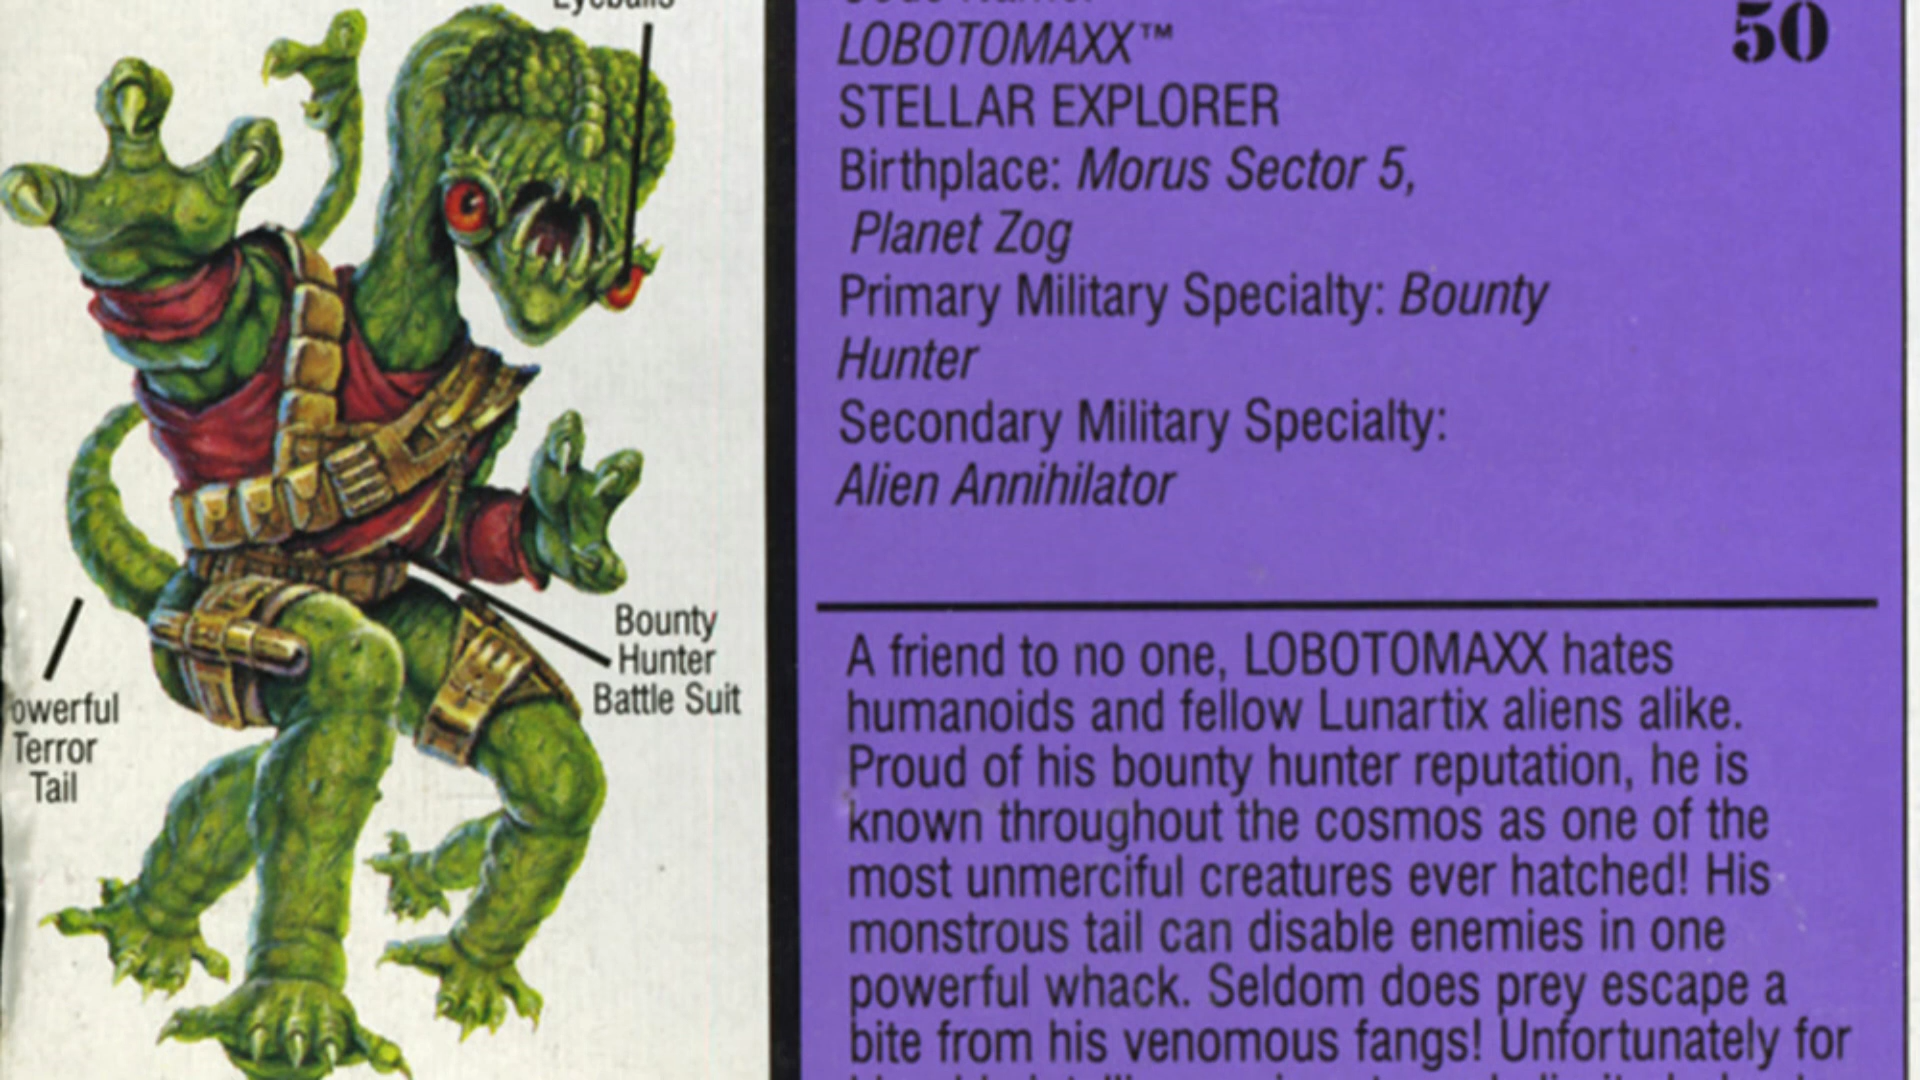 Eyeballs
owerful
Terror
Tail
Bounty
Hunter
Battle Suit
50
LOBOTOMAXX™
STELLAR EXPLORER
Birthplace: Morus Sector 5,
Planet Zog
Primary Military Specialty: Bounty
Hunter
Secondary Military Specialty:
Alien Annihilator
A friend to no one, LOBOTOMAXX hates
humanoids and fellow Lunartix aliens alike.
Proud of his bounty hunter reputation, he is
known throughout the cosmos as one of the
most unmerciful creatures ever hatched! His
monstrous tail can disable enemies in one
powerful whack. Seldom does prey escape a
bite from his venomous fangs! Unfortunately for